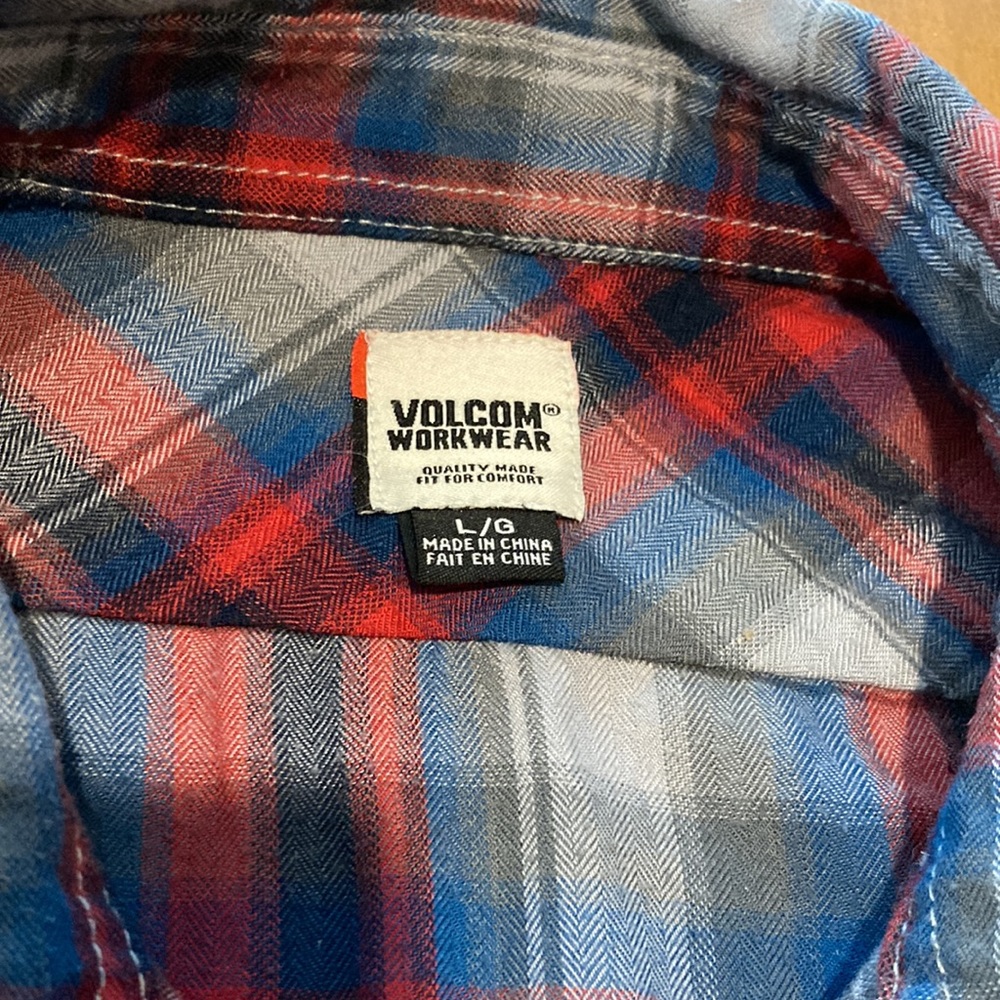 VOLCOM®
WORKWEAR
QUALITY MADE
FIT FOR COMFORT
L/G
MADE IN CHINA
FAIT EN CHINE